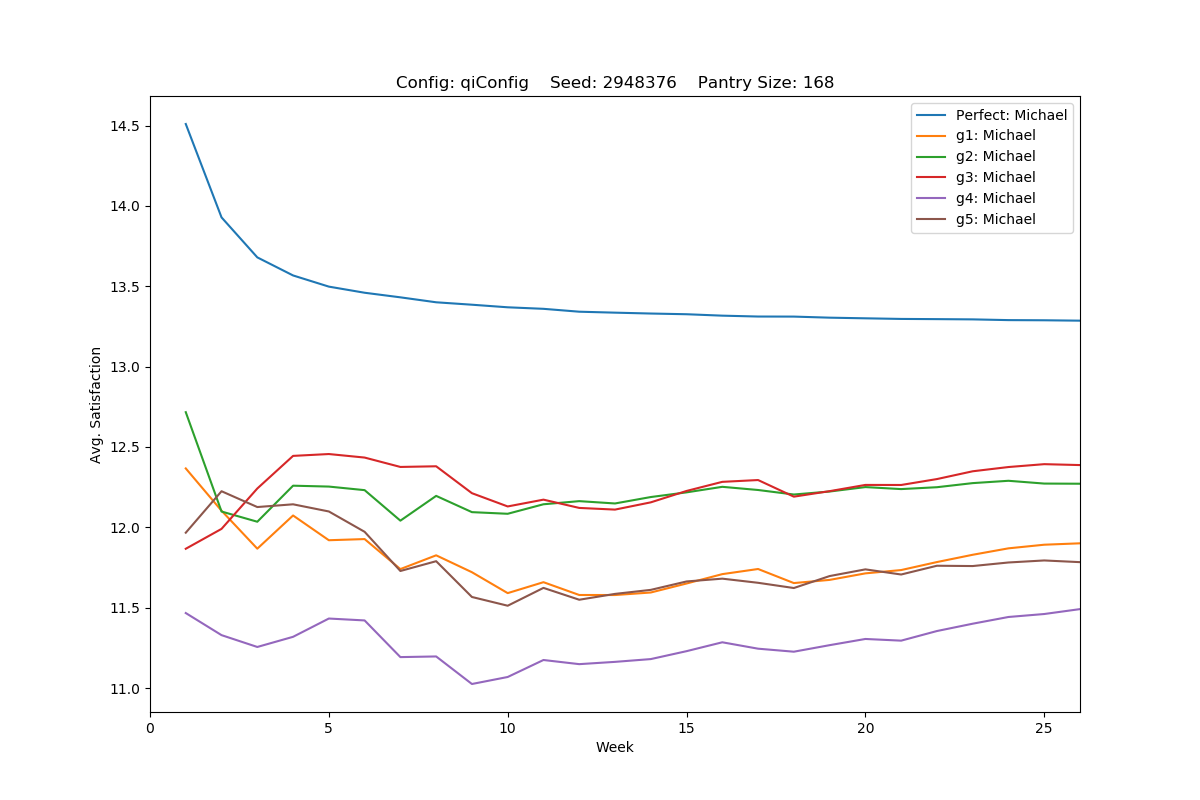 Config: qiConfig    Seed: 2948376    Pantry Size: 168
Perfect: Michael
g1: Michael
g2: Michael
g3: Michael
g4: Michael
g5: Michael
Avg. Satisfaction
14.5
14.0
13.5
13.0
12.5
12.0
11.5
11.0
0 5 10 15 20 25
Week